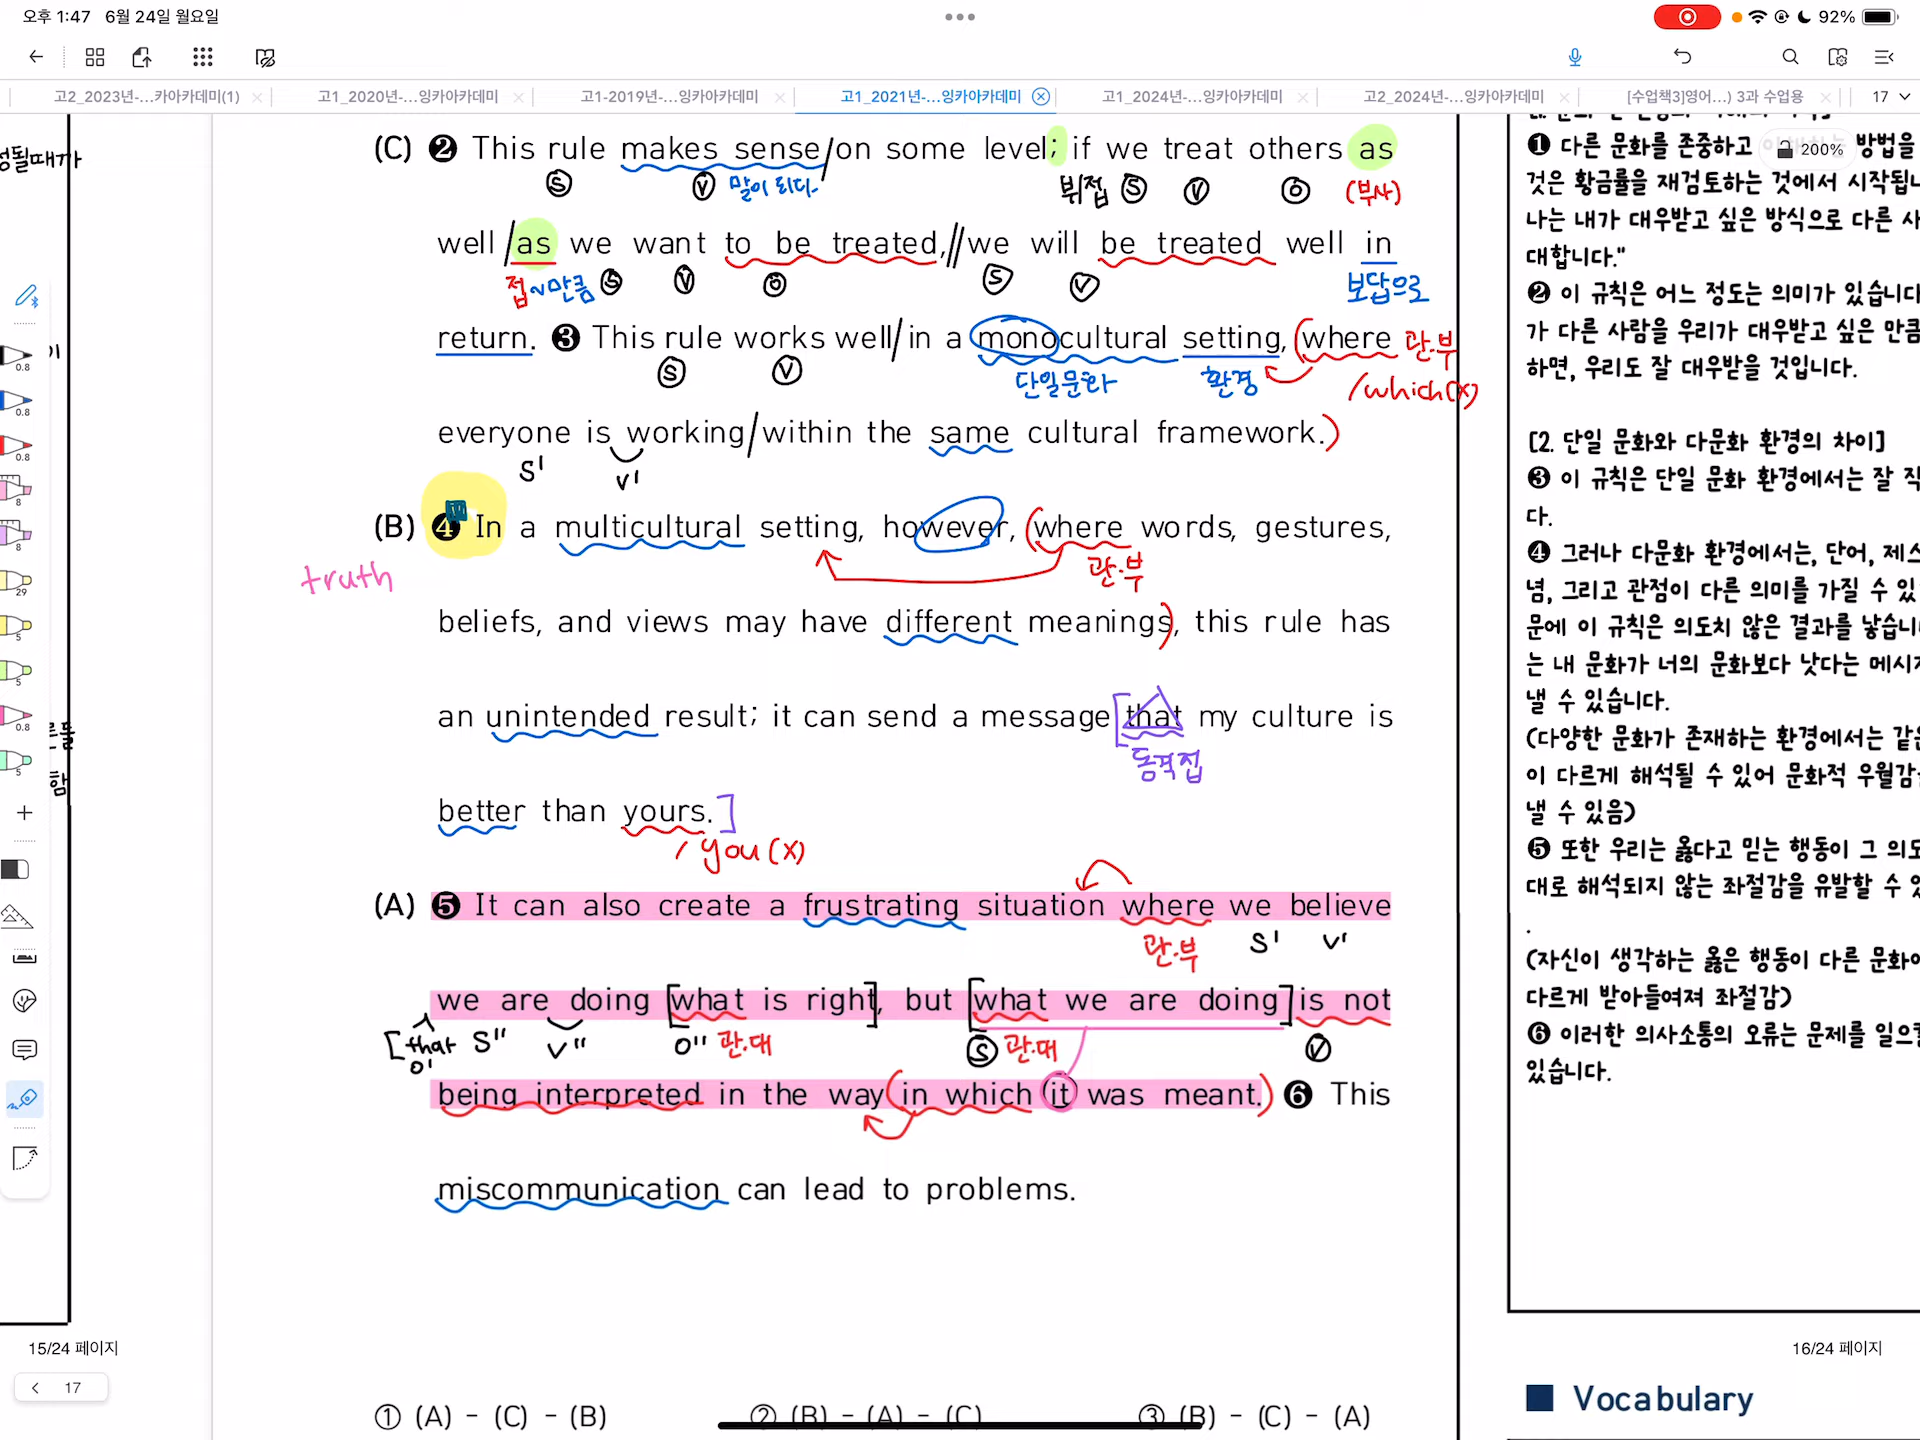 오후 1:47 6월 24일 월요일
92%
고2_2023년-...카아카데미(1)
고1_2020년-...잉카아카데미
고1-2019년-...잉카아카데미
고1_2021년-...잉카아카데미
고1_2024년-...잉카아카데미
고2_2024년-...잉카아카데미
[수업책3]영어...) 3과 수업용
17
200%
(C) ❷ This rule makes sense/on some level; if we treat others as
Ⓢ Ⓥ 말이 되다 뷔접 Ⓢ Ⓥ Ⓞ (부사)
well /as we want to be treated,//we will be treated well in
접 ~만큼 Ⓢ Ⓥ Ⓞ Ⓢ Ⓥ 보답으로
return. ❸ This rule works well/in a monocultural setting, (where 관·부
Ⓢ Ⓥ 단일문화 환경 /which(x)
everyone is working/within the same cultural framework.)
S' V'
(B) ❹ In a multicultural setting, however, (where words, gestures,
truth
관·부
beliefs, and views may have different meanings), this rule has
an unintended result; it can send a message [that my culture is
동격접
better than yours.]
/ you(x)
(A) ❺ It can also create a frustrating situation where we believe
관·부 S' V'
we are doing [what is right], but [what we are doing] is not
[that S" V" O" 관·대 Ⓢ 관·대 Ⓥ
O'
being interpreted in the way (in which it was meant.) ❻ This
miscommunication can lead to problems.
① (A) – (C) – (B) ② (B) – (A) – (C) ③ (B) – (C) – (A)
정될때까
❶ 다른 문화를 존중하고 방법을
것은 황금률을 재검토하는 것에서 시작됩니
나는 내가 대우받고 싶은 방식으로 다른 사
대합니다."
❷ 이 규칙은 어느 정도는 의미가 있습니다
가 다른 사람을 우리가 대우받고 싶은 만큼
하면, 우리도 잘 대우받을 것입니다.
[2. 단일 문화와 다문화 환경의 차이]
❸ 이 규칙은 단일 문화 환경에서는 잘 작
다.
❹ 그러나 다문화 환경에서는, 단어, 제스
념, 그리고 관점이 다른 의미를 가질 수 있
문에 이 규칙은 의도치 않은 결과를 낳습니
는 내 문화가 너의 문화보다 낫다는 메시지
낼 수 있습니다.
(다양한 문화가 존재하는 환경에서는 같은
이 다르게 해석될 수 있어 문화적 우월감을
낼 수 있음)
❺ 또한 우리는 옳다고 믿는 행동이 그 의도
대로 해석되지 않는 좌절감을 유발할 수 있
.
(자신이 생각하는 옳은 행동이 다른 문화에
다르게 받아들여져 좌절감)
❻ 이러한 의사소통의 오류는 문제를 일으킬
있습니다.
15/24 페이지
16/24 페이지
17
Vocabulary
0.8
0.8
0.8
8
8
29
5
5
0.8
5